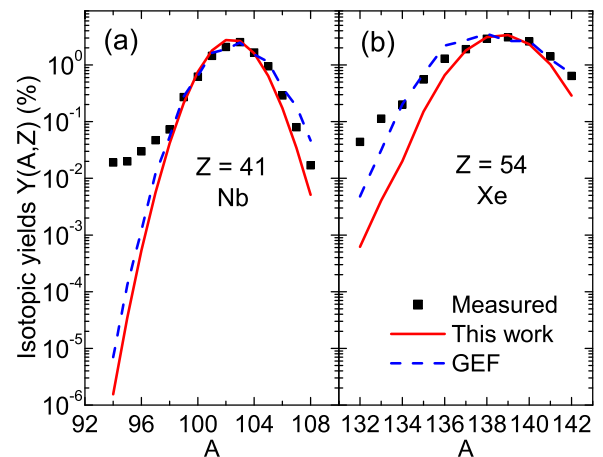 (a)
(b)
Isotopic yields Y(A,Z) (%)
10^0
10^-1
10^-2
10^-3
10^-4
10^-5
10^-6
Z = 41
Nb
Z = 54
Xe
Measured
This work
GEF
92 96 100 104 108 132 134 136 138 140 142
A A